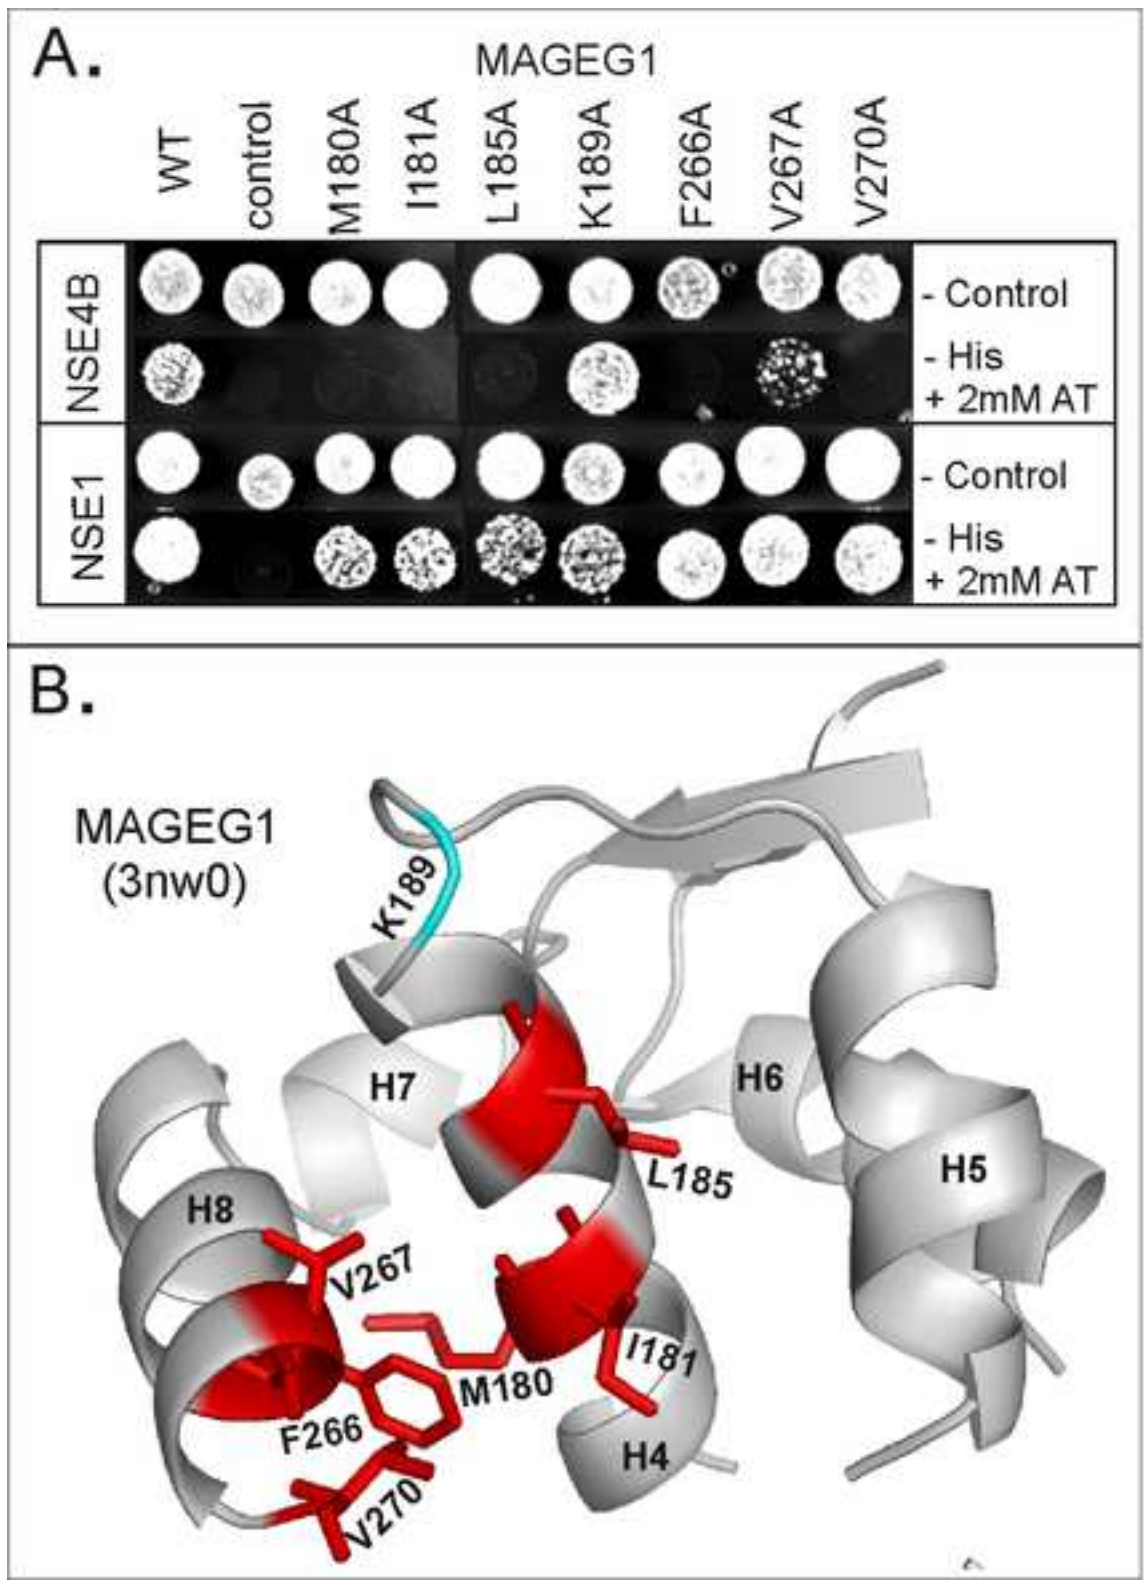 A.
MAGEG1
WT
control
M180A
I181A
L185A
K189A
F266A
V267A
V270A
NSE4B
- Control
- His
+ 2mM AT
NSE1
- Control
- His
+ 2mM AT
B.
MAGEG1
(3nw0)
K189
H7
H6
L185
H5
H8
V267
I181
M180
F266
H4
V270